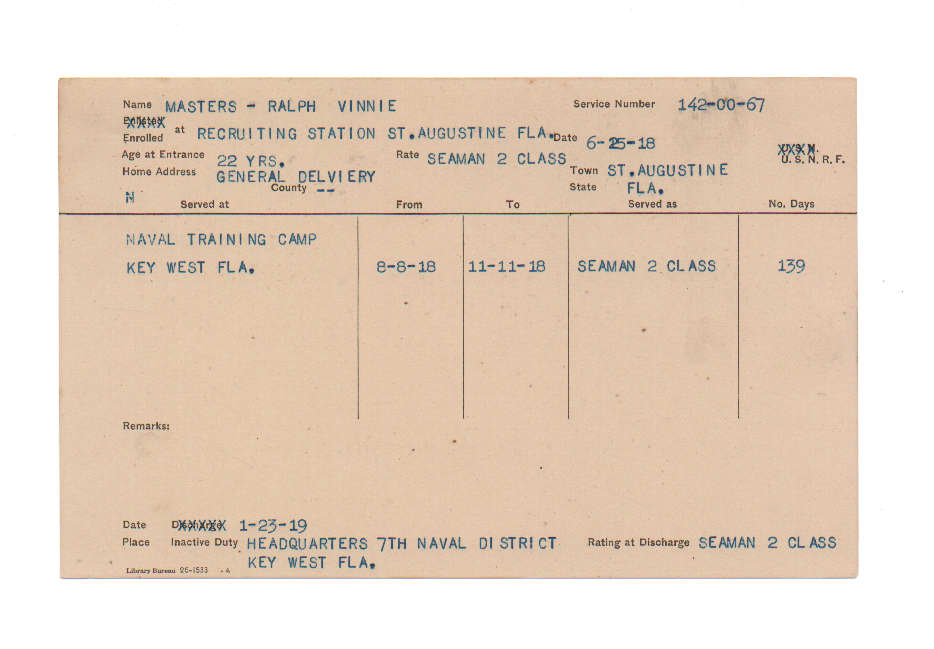 Name MASTERS - RALPH VINNIE Service Number 142-00-67
Enlisted
Enrolled at RECRUITING STATION ST.AUGUSTINE FLA. Date 6-25-18
Age at Entrance 22 YRS. Rate SEAMAN 2 CLASS U. S. N.
U. S. N. R. F.
Home Address GENERAL DELVIERY Town ST.AUGUSTINE
N County -- State FLA.
Served at From To Served as No. Days
NAVAL TRAINING CAMP
KEY WEST FLA. 8-8-18 11-11-18 SEAMAN 2 CLASS 139
Remarks:
Date Discharge 1-23-19
Place Inactive Duty HEADQUARTERS 7TH NAVAL DISTRICT Rating at Discharge SEAMAN 2 CLASS
KEY WEST FLA.
Library Bureau 26-1533